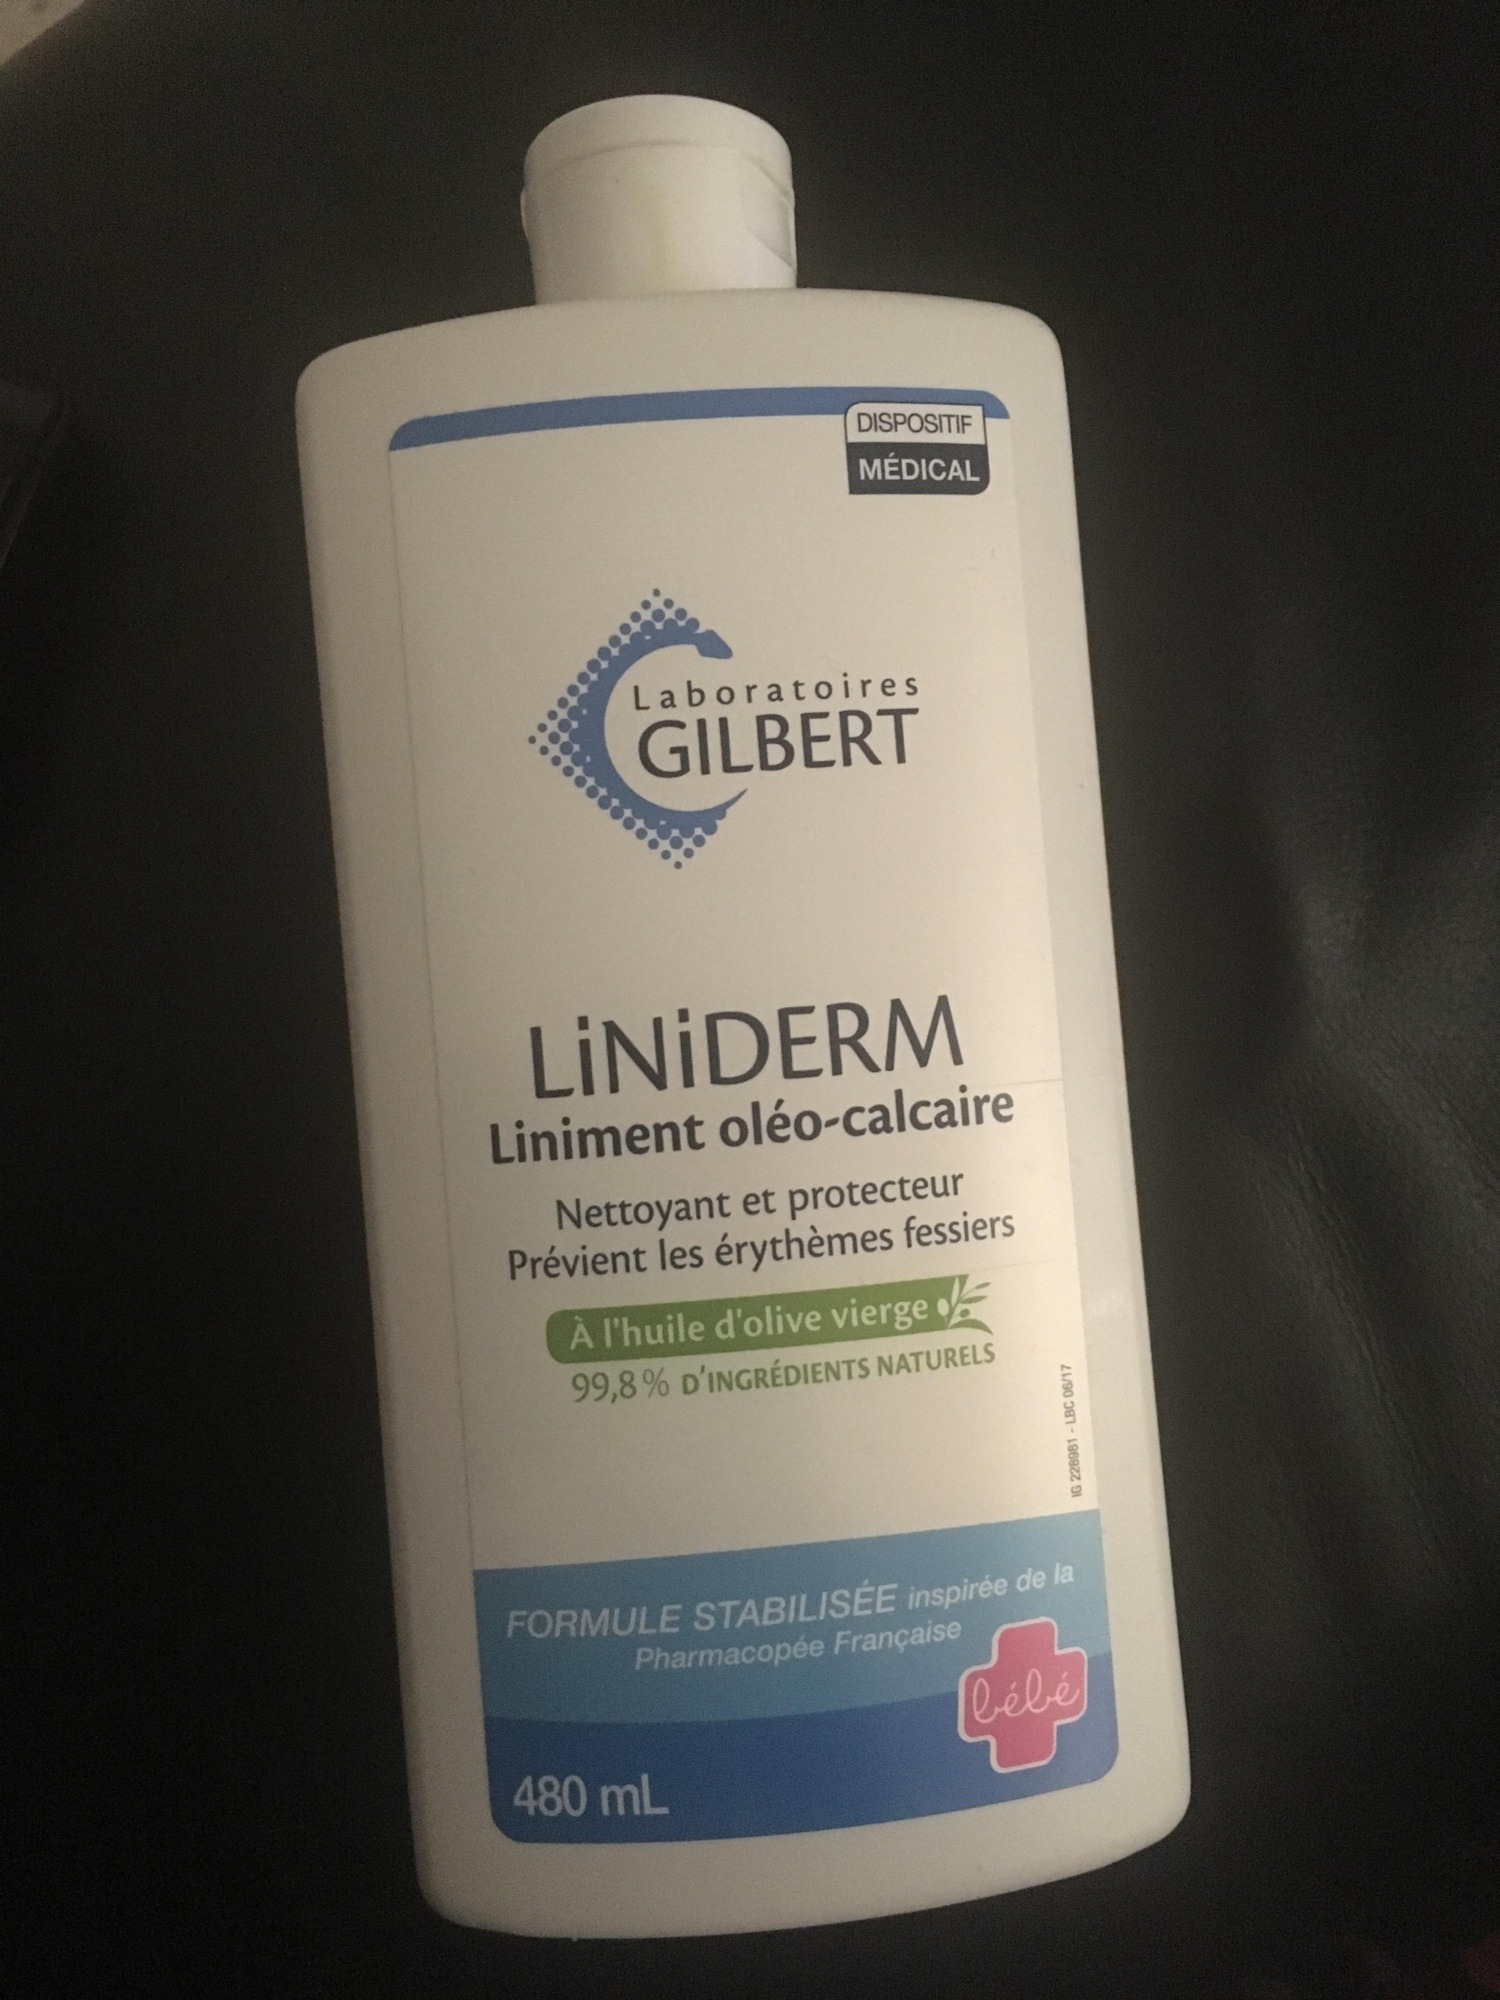 DISPOSITIF
MÉDICAL
Laboratoires
GILBERT
LiNiDERM
Liniment oléo-calcaire
Nettoyant et protecteur
Prévient les érythèmes fessiers
À l'huile d'olive vierge
99,8 % D'INGRÉDIENTS NATURELS
IG 228981 - LBC 06/17
FORMULE STABILISÉE inspirée de la
Pharmacopée Française
bébé
480 mL